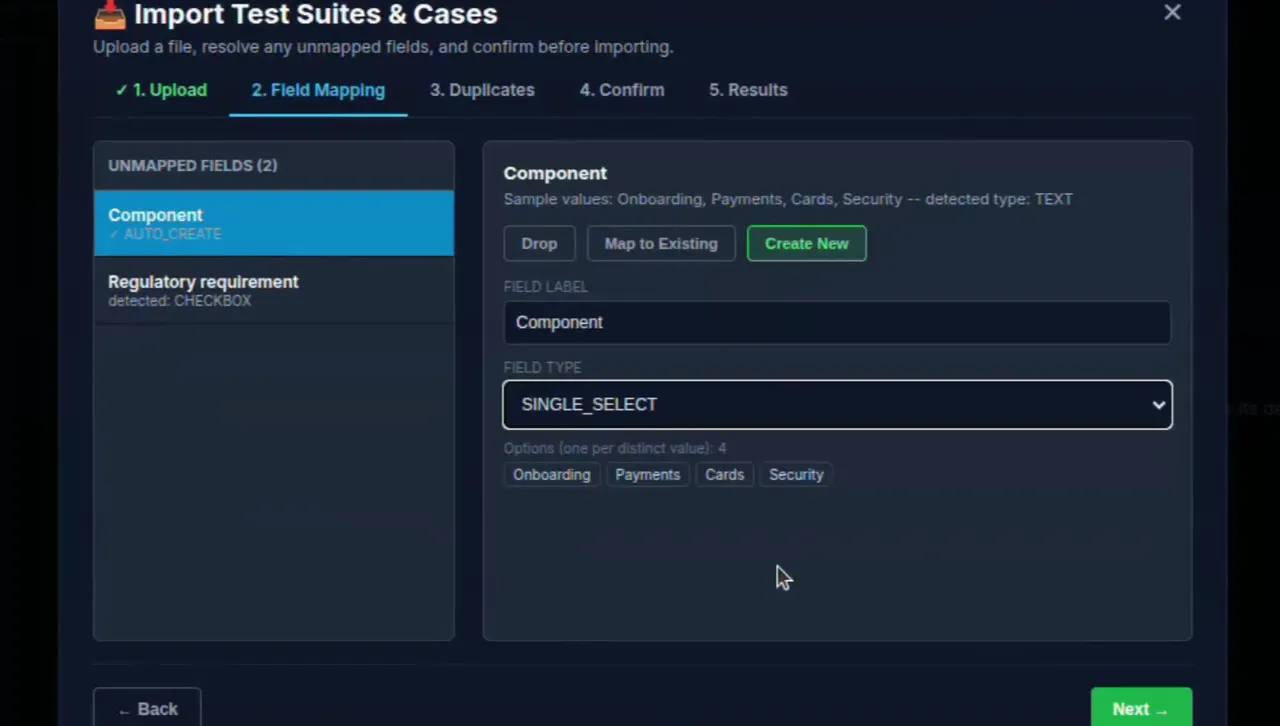 📥 Import Test Suites & Cases ✕
Upload a file, resolve any unmapped fields, and confirm before importing.
✓ 1. Upload 2. Field Mapping 3. Duplicates 4. Confirm 5. Results
UNMAPPED FIELDS (2)
Component
✓ AUTO_CREATE
Regulatory requirement
detected: CHECKBOX
Component
Sample values: Onboarding, Payments, Cards, Security -- detected type: TEXT
Drop Map to Existing Create New
FIELD LABEL
Component
FIELD TYPE
SINGLE_SELECT
Options (one per distinct value): 4
Onboarding Payments Cards Security
← Back Next →